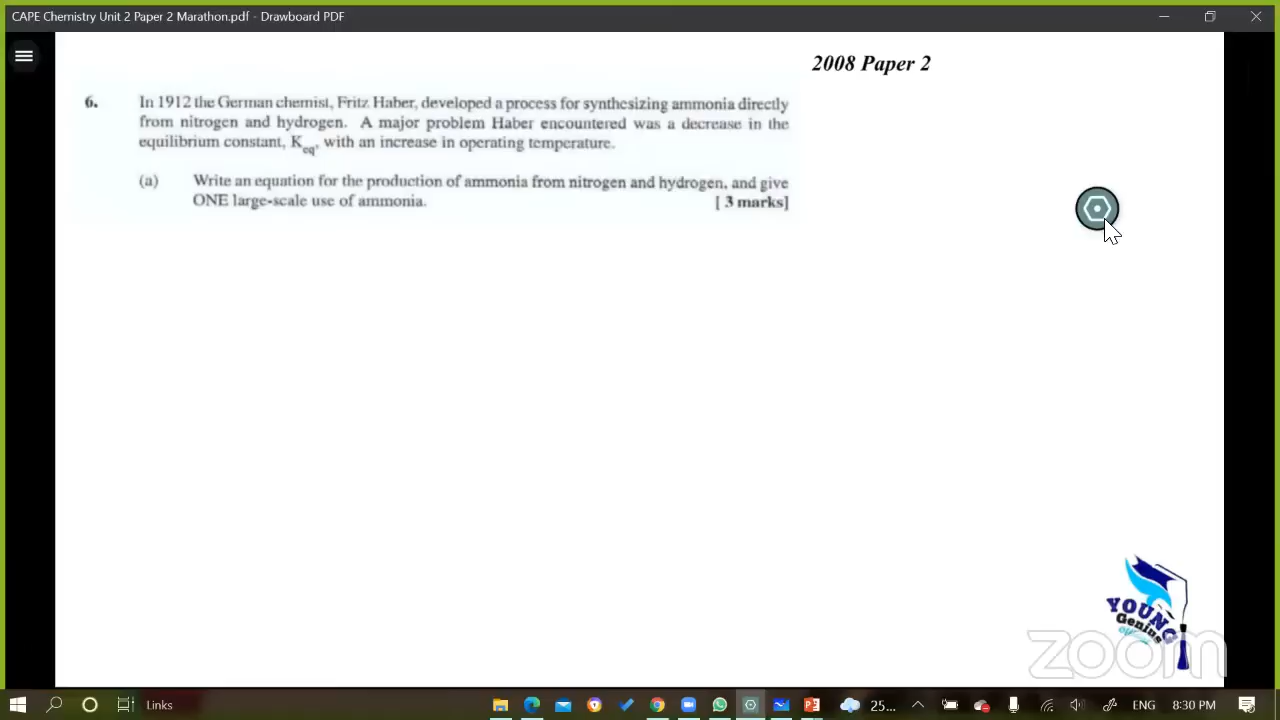 CAPE Chemistry Unit 2 Paper 2 Marathon.pdf - Drawboard PDF
2008 Paper 2
6. In 1912 the German chemist, Fritz Haber, developed a process for synthesizing ammonia directly
from nitrogen and hydrogen. A major problem Haber encountered was a decrease in the
equilibrium constant, Keq, with an increase in operating temperature.
(a) Write an equation for the production of ammonia from nitrogen and hydrogen, and give
ONE large-scale use of ammonia. [ 3 marks]
YOUNG
Genius
zoom
Links
25...
ENG
8:30 PM